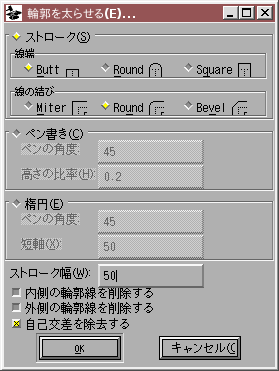 輪郭を太らせる(E)...
ストローク(S)
線端
Butt Round Square
線の結び
Miter Round Bevel
ペン書き(C)
ペンの角度: 45
高さの比率(H): 0.2
楕円(E)
ペンの角度: 45
短軸(X): 50
ストローク幅(W): 50
内側の輪郭線を削除する
外側の輪郭線を削除する
自己交差を除去する
OK キャンセル(C